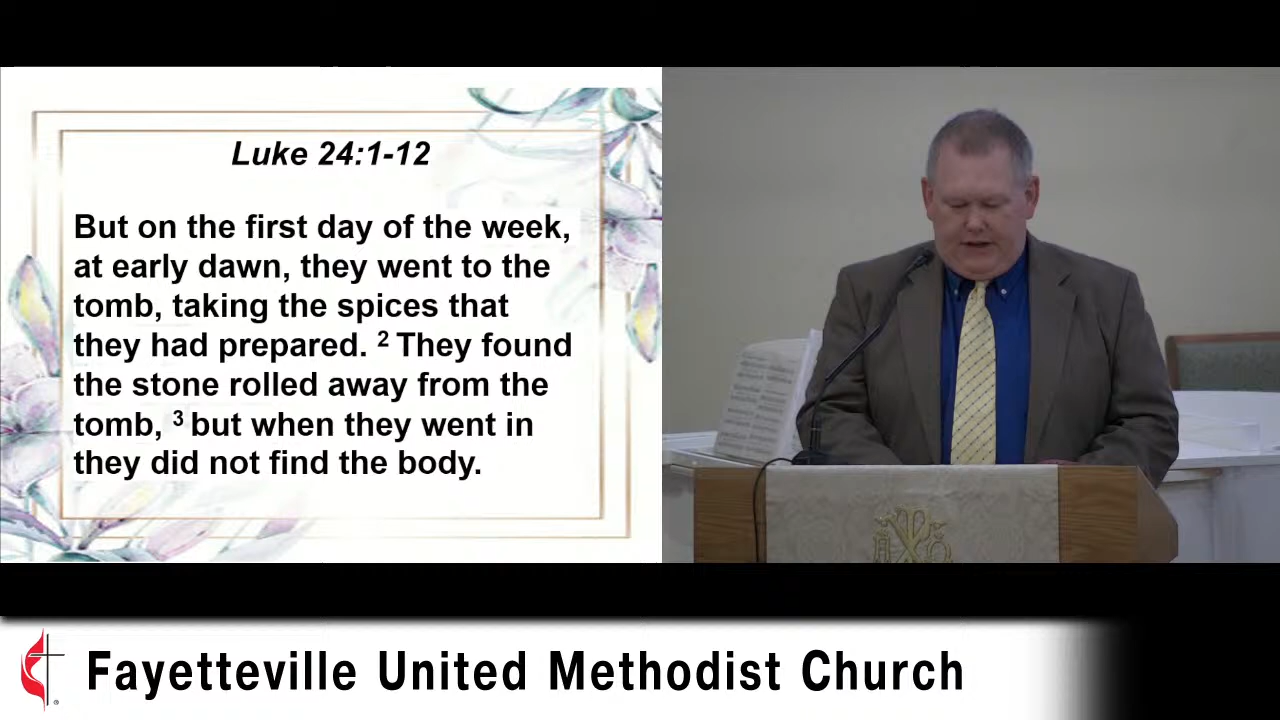 Luke 24:1-12
But on the first day of the week,
at early dawn, they went to the
tomb, taking the spices that
they had prepared. ² They found
the stone rolled away from the
tomb, ³ but when they went in
they did not find the body.
Fayetteville United Methodist Church